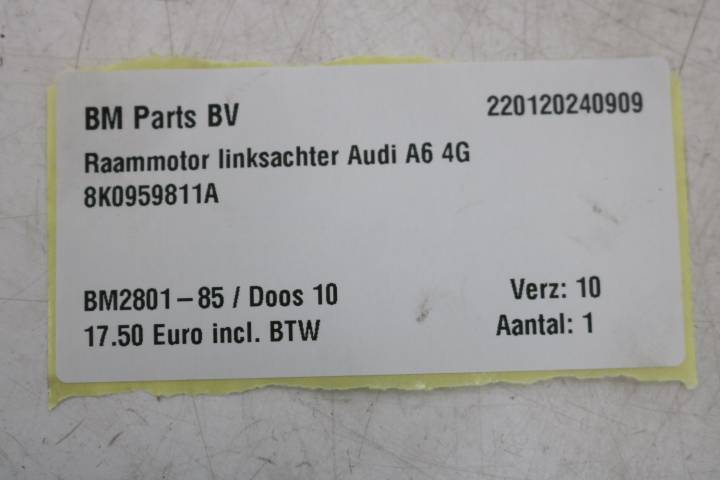 BM Parts BV 220120240909
Raammotor linksachter Audi A6 4G
8K0959811A
BM2801-85 / Doos 10 Verz: 10
17.50 Euro incl. BTW Aantal: 1